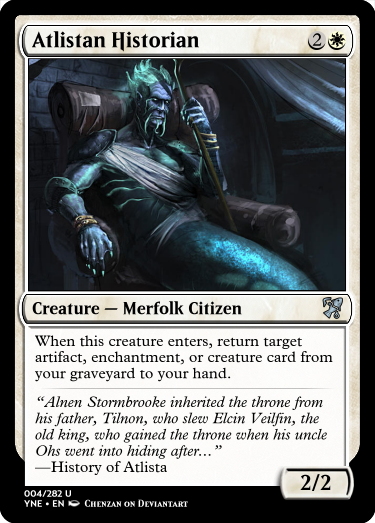 Atlistan Historian 2
Creature — Merfolk Citizen
When this creature enters, return target
artifact, enchantment, or creature card from
your graveyard to your hand.
“Alnen Stormbrooke inherited the throne from
his father, Tilnon, who slew Elcin Veilfin, the
old king, who gained the throne when his uncle
Ohs went into hiding after…”
—History of Atlista
2/2
004/282 U
YNE • EN Chenzan on Deviantart